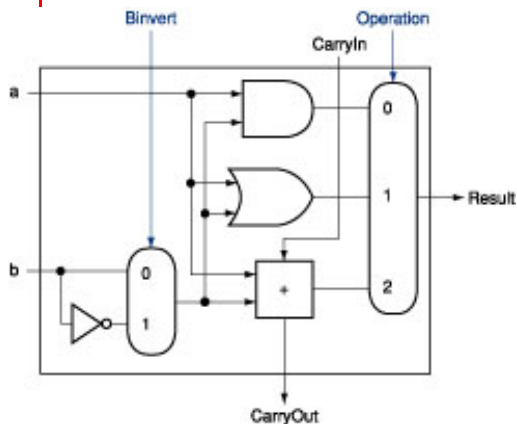 Binvert
Operation
CarryIn
a
0
1
Result
b
0
+
2
1
CarryOut